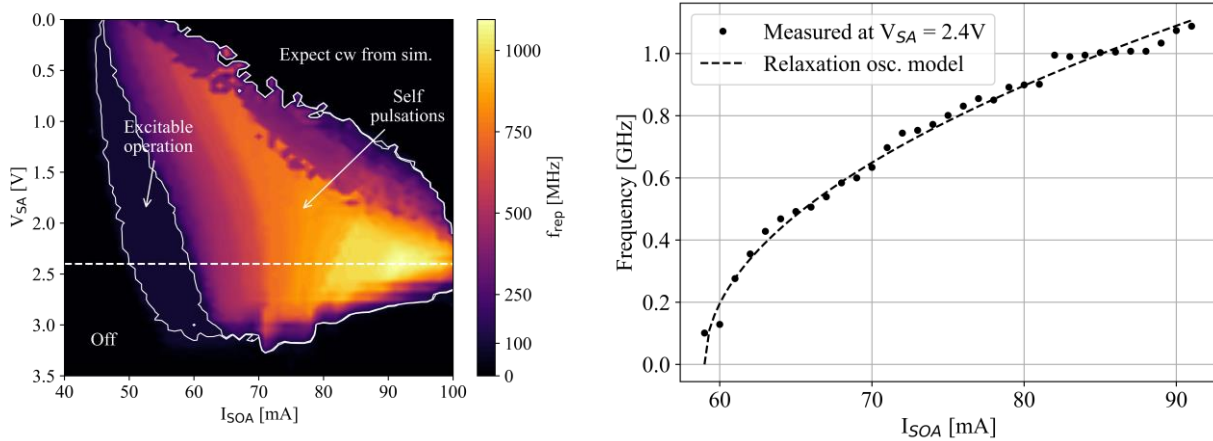 0.0
0.5
1.0
1.5
2.0
2.5
3.0
3.5
V_SA [V]
40
50
60
70
80
90
100
I_SOA [mA]
Expect cw from sim.
Self
pulsations
Excitable
operation
Off
1000
750
500
250
100
0
f_rep [MHz]
Measured at V_SA = 2.4V
Relaxation osc. model
1.0
0.8
0.6
0.4
0.2
0.0
Frequency [GHz]
60
70
80
90
I_SOA [mA]